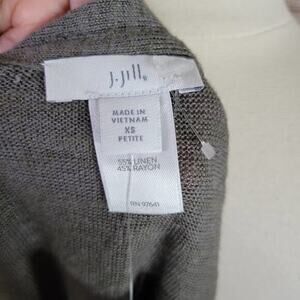 J.Jill®
MADE IN
VIETNAM
XS
PETITE
55% LINEN
45% RAYON
RN 97641